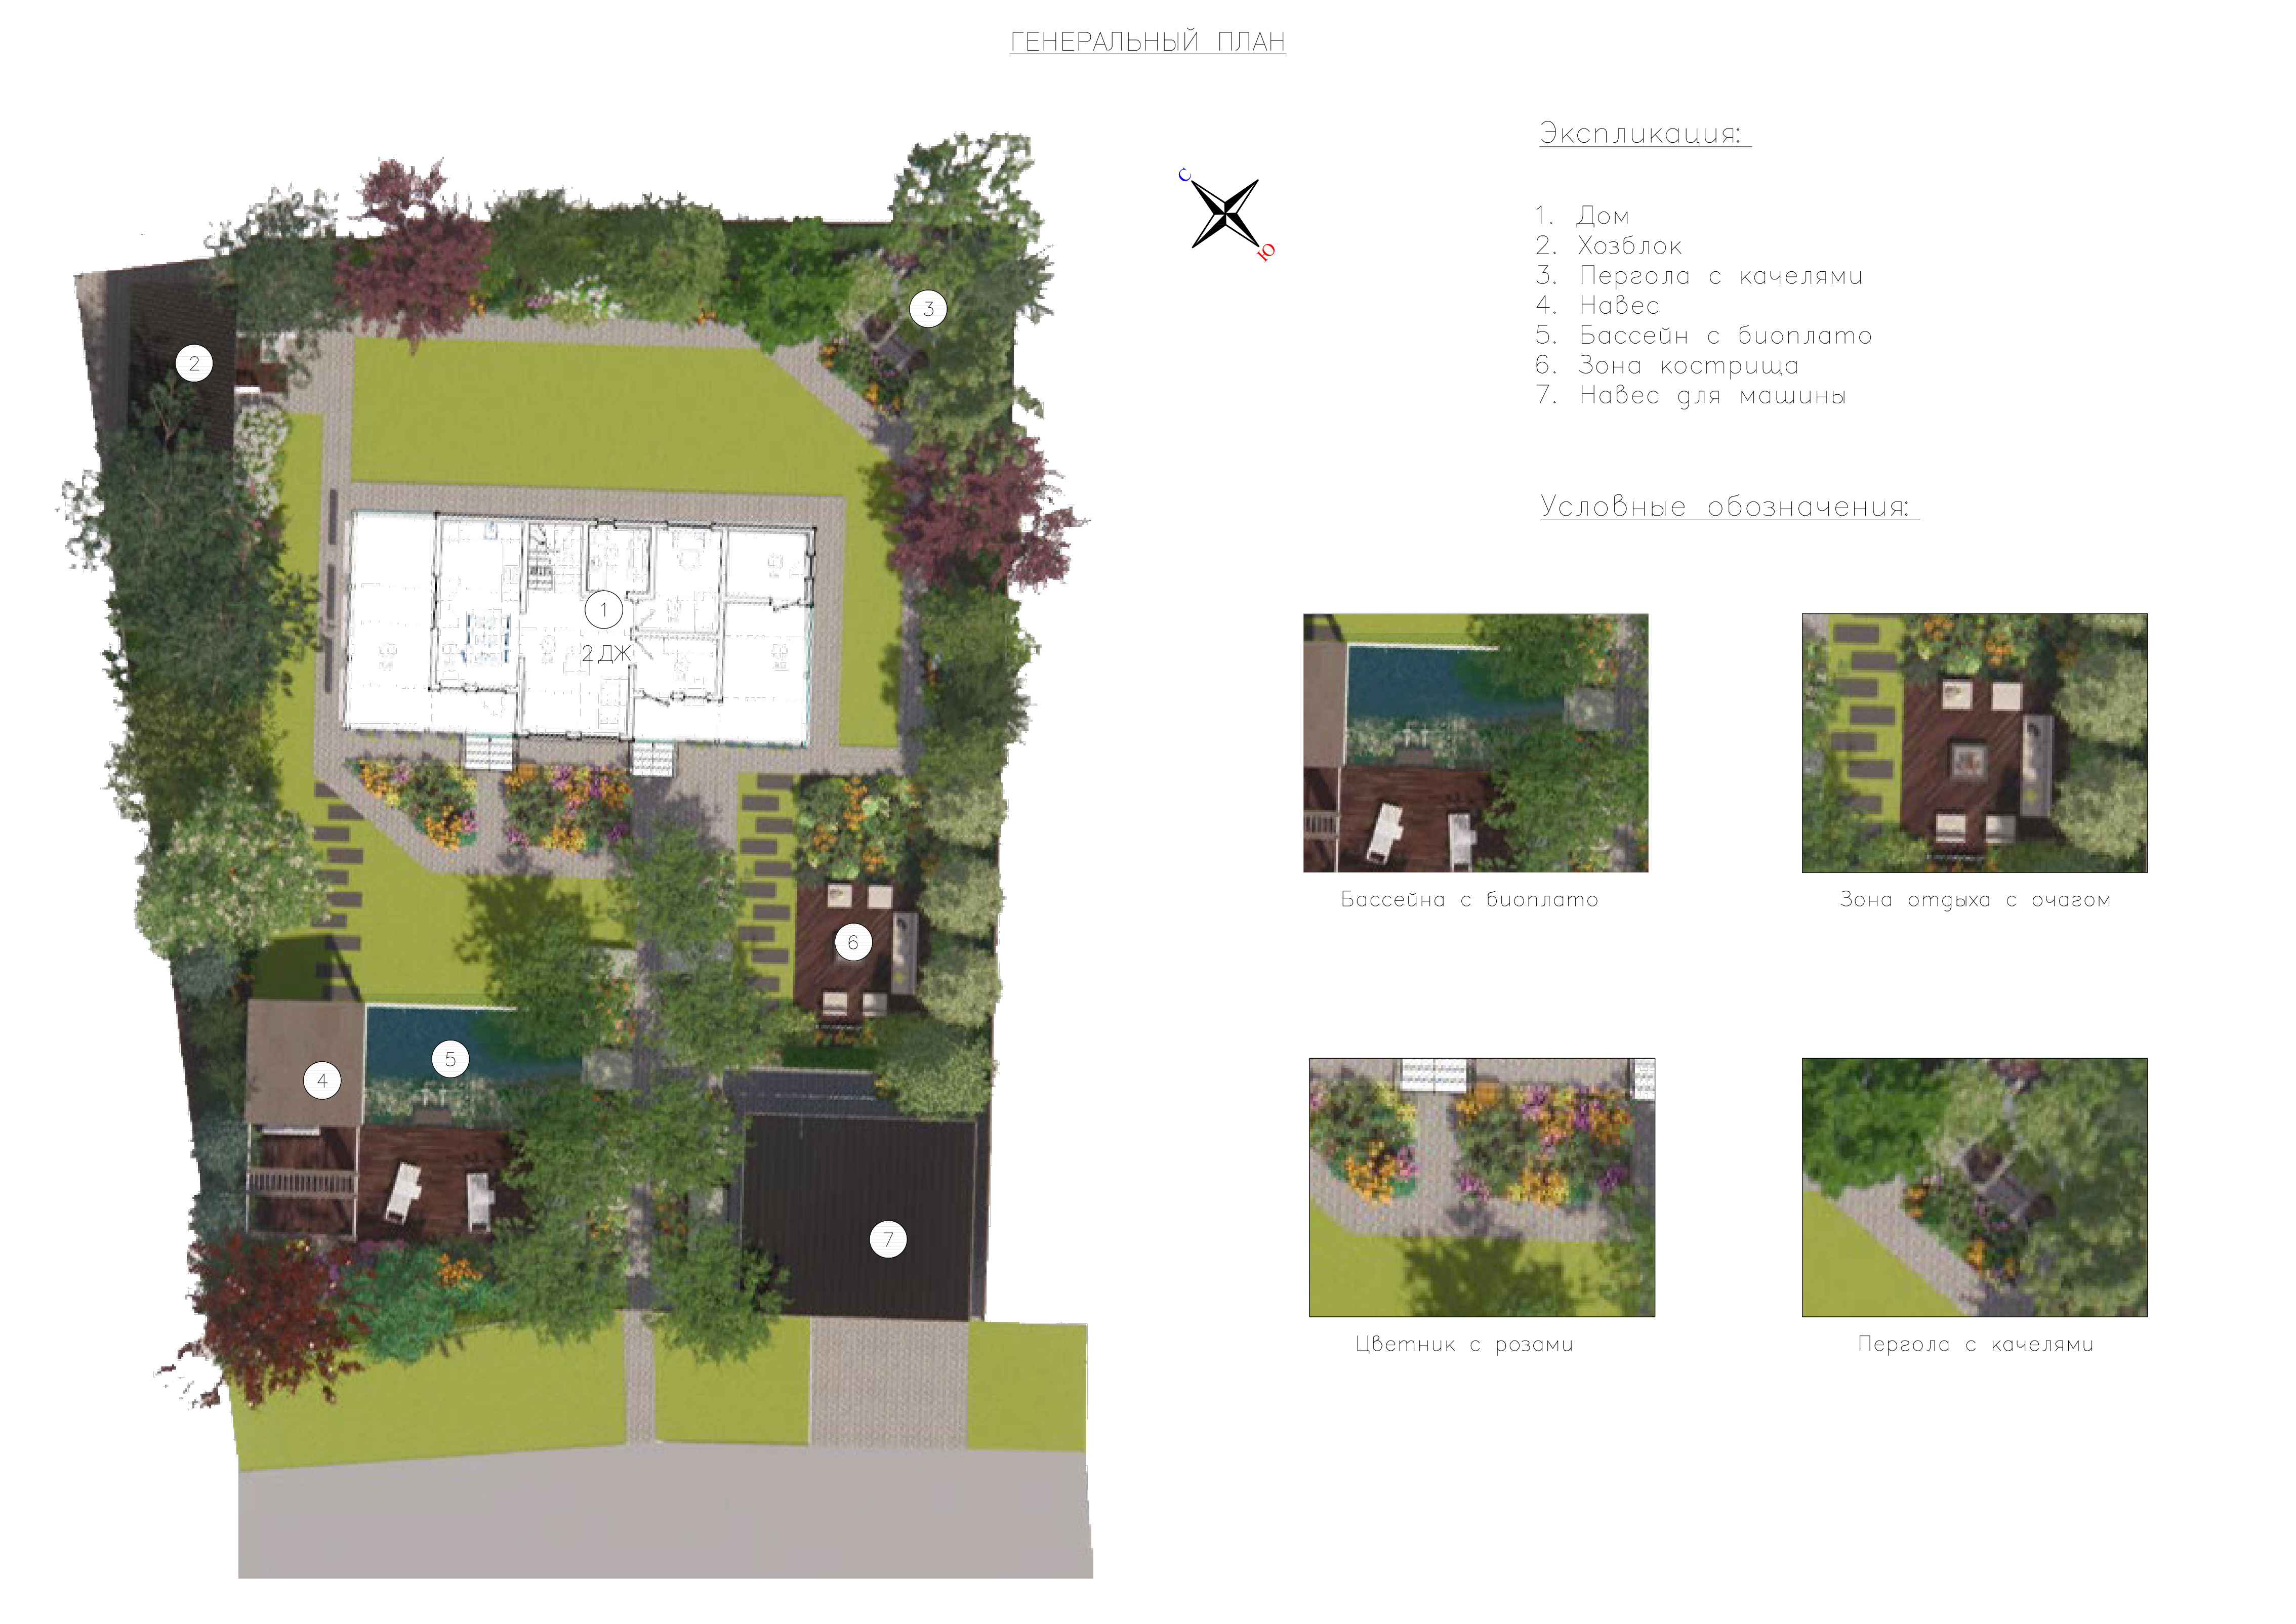 ГЕНЕРАЛЬНЫЙ ПЛАН
Экспликация:
С
Ю
1. Дом
2. Хозблок
3. Пергола с качелями
4. Навес
5. Бассейн с биоплато
6. Зона кострища
7. Навес для машины
Условные обозначения:
3
2
1
2 ДЖ
6
5
4
7
Бассейна с биоплато
Зона отдыха с очагом
Цветник с розами
Пергола с качелями